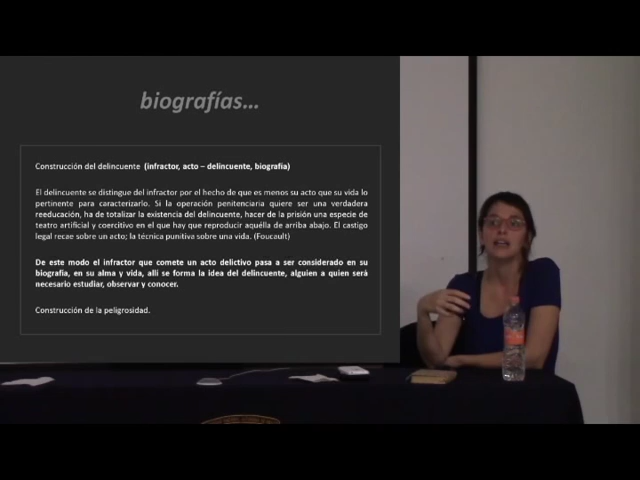 biografías...
Construcción del delincuente (infractor, acto – delincuente, biografía)
El delincuente se distingue del infractor por el hecho de que es menos su acto que su vida lo
pertinente para caracterizarlo. Si la operación penitenciaria quiere ser una verdadera
reeducación, ha de totalizar la existencia del delincuente, hacer de la prisión una especie de
teatro artificial y coercitivo en el que hay que reproducir aquélla de arriba abajo. El castigo
legal recae sobre un acto; la técnica punitiva sobre una vida. (Foucault)
De este modo el infractor que comete un acto delictivo pasa a ser considerado en su
biografía, en su alma y vida, allí se forma la idea del delincuente, alguien a quien será
necesario estudiar, observar y conocer.
Construcción de la peligrosidad.